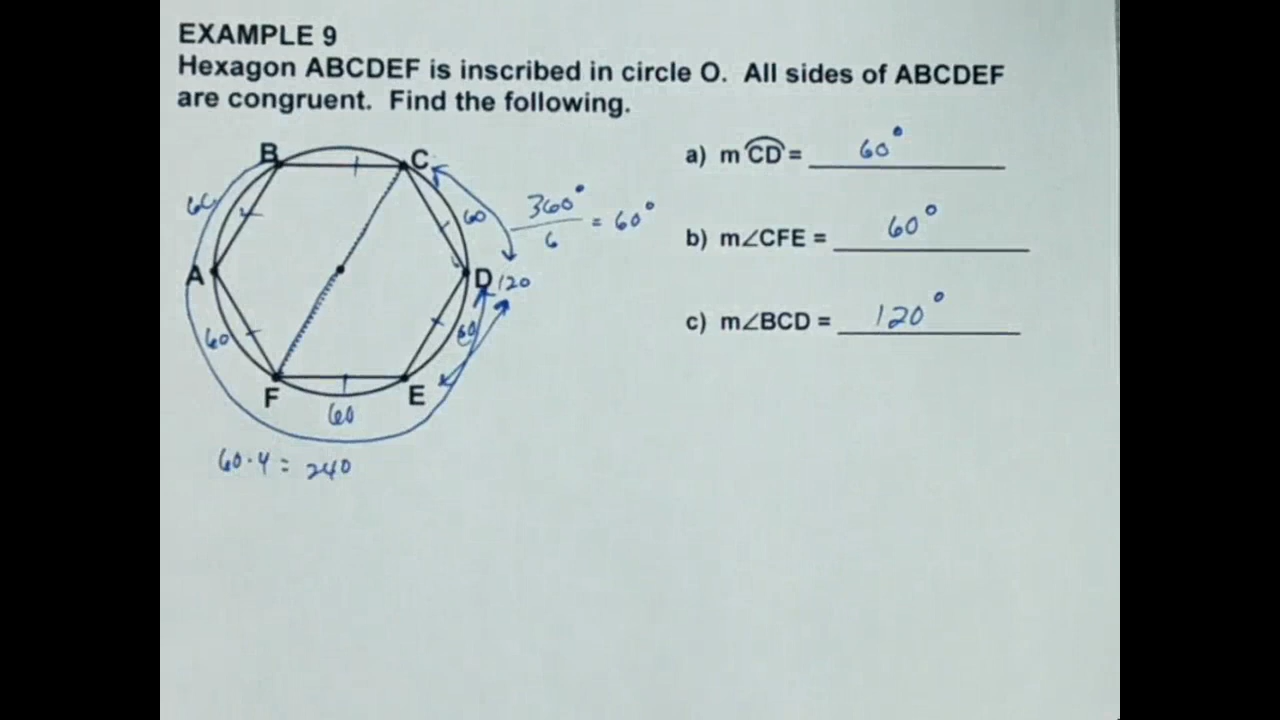 EXAMPLE 9
Hexagon ABCDEF is inscribed in circle O. All sides of ABCDEF
are congruent. Find the following.
a) m CD = 60°
b) m∠CFE = 60°
c) m∠BCD = 120°
B
C
60
60
360°
/6 = 60°
A
D 120
60
60
F
E
60
60·4 = 240